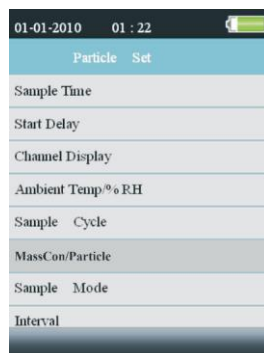 01-01-2010 01 : 22
Particle Set
Sample Time
Start Delay
Channel Display
Ambient Temp/%RH
Sample Cycle
MassCon/Particle
Sample Mode
Interval